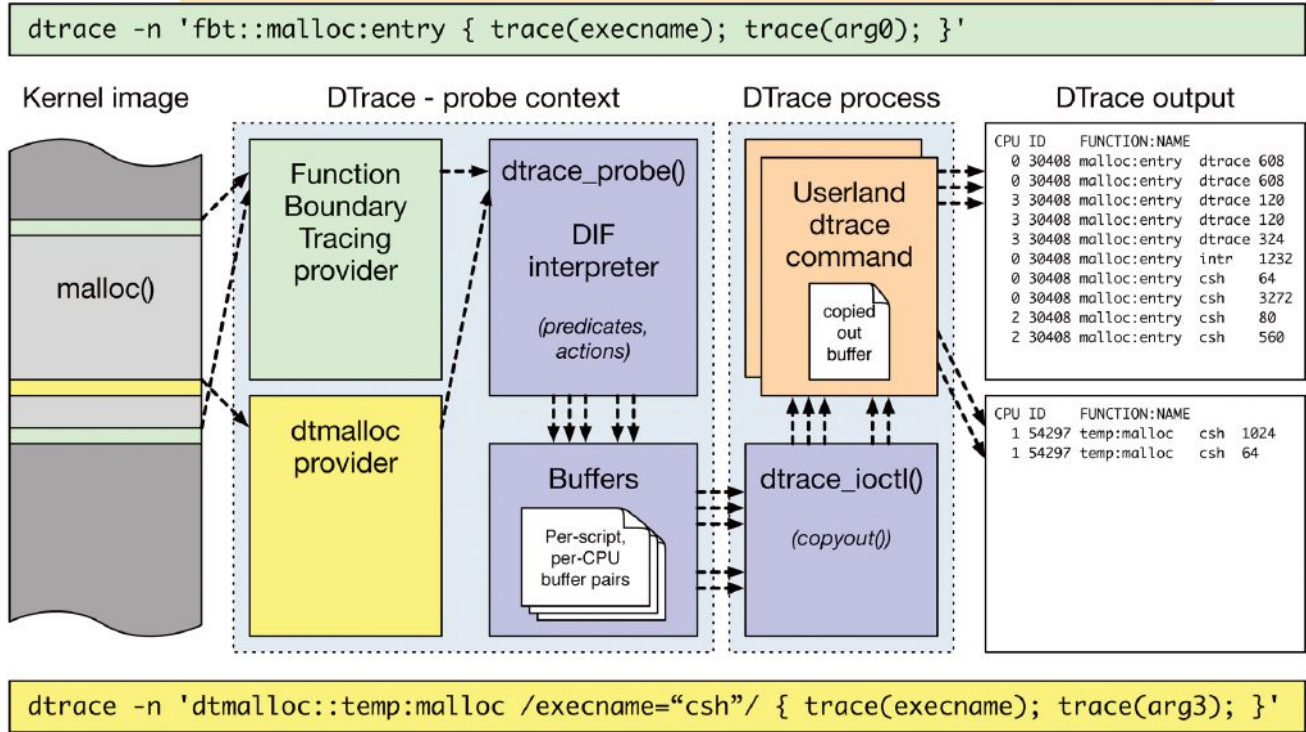 dtrace -n 'fbt::malloc:entry { trace(execname); trace(arg0); }'
Kernel image
DTrace - probe context
DTrace process
DTrace output
malloc()
Function
Boundary
Tracing
provider
dtmalloc
provider
dtrace_probe()
DIF
interpreter
(predicates,
actions)
Buffers
Per-script,
per-CPU
buffer pairs
Userland
dtrace
command
copied
out
buffer
dtrace_ioctl()
(copyout())
CPU ID FUNCTION:NAME
0 30408 malloc:entry dtrace 608
0 30408 malloc:entry dtrace 608
3 30408 malloc:entry dtrace 120
3 30408 malloc:entry dtrace 120
3 30408 malloc:entry dtrace 324
0 30408 malloc:entry intr 1232
0 30408 malloc:entry csh 64
0 30408 malloc:entry csh 3272
2 30408 malloc:entry csh 80
2 30408 malloc:entry csh 560
CPU ID FUNCTION:NAME
1 54297 temp:malloc csh 1024
1 54297 temp:malloc csh 64
dtrace -n 'dtmalloc::temp:malloc /execname=“csh”/ { trace(execname); trace(arg3); }'